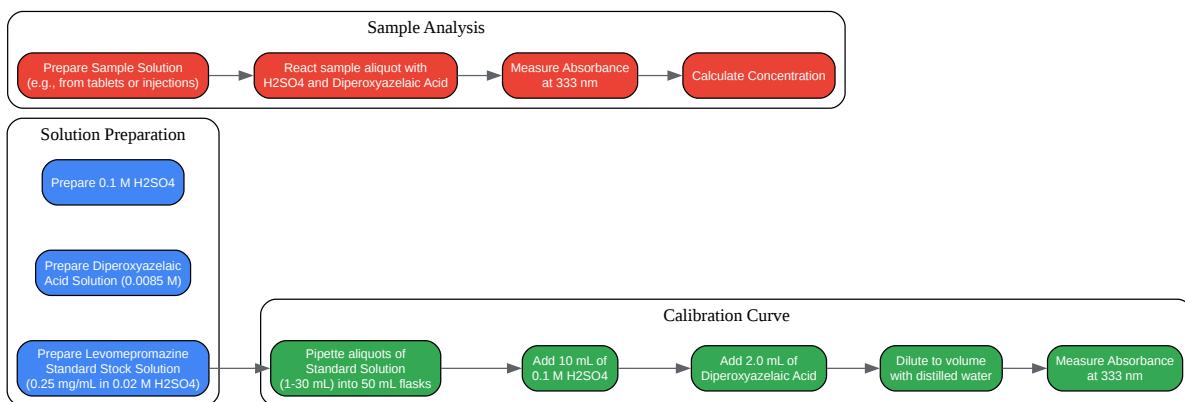 Sample Analysis
Prepare Sample Solution
(e.g., from tablets or injections)
React sample aliquot with
H2SO4 and Diperoxyazelaic Acid
Measure Absorbance
at 333 nm
Calculate Concentration
Solution Preparation
Prepare 0.1 M H2SO4
Prepare Diperoxyazelaic
Acid Solution (0.0085 M)
Prepare Levomepromazine
Standard Stock Solution
(0.25 mg/mL in 0.02 M H2SO4)
Calibration Curve
Pipette aliquots of
Standard Solution
(1-30 mL) into 50 mL flasks
Add 10 mL of
0.1 M H2SO4
Add 2.0 mL of
Diperoxyazelaic Acid
Dilute to volume
with distilled water
Measure Absorbance
at 333 nm